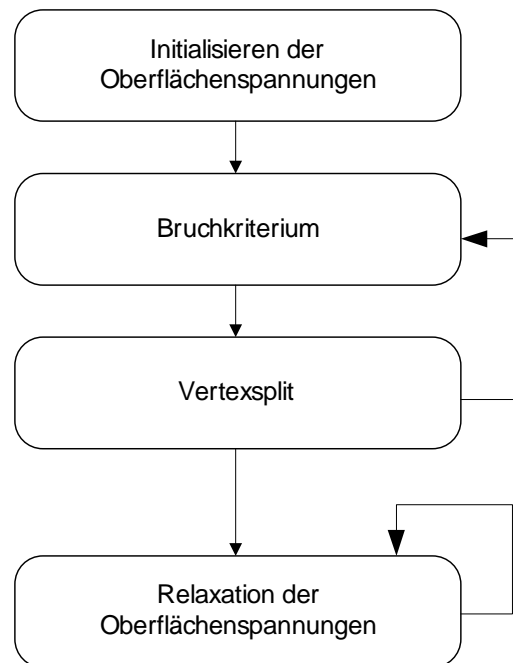 Initialisieren der
Oberflächenspannungen
Bruchkriterium
Vertexsplit
Relaxation der
Oberflächenspannungen